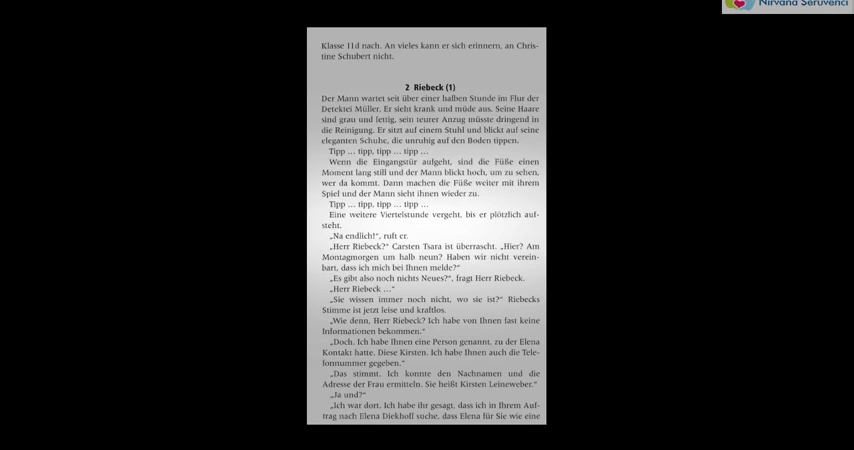 Nirvana Serüvenci
Klasse 11d nach. An vieles kann er sich erinnern, an Chris-
tine Schubert nicht.
2 Riebeck (1)
Der Mann wartet seit über einer halben Stunde im Flur der
Detektei Müller. Er sieht krank und müde aus. Seine Haare
sind grau und fettig, sein teurer Anzug müsste dringend in
die Reinigung. Er sitzt auf einem Stuhl und blickt auf seine
eleganten Schuhe, die unruhig auf den Boden tippen.
Tipp ... tipp, tipp ... tipp ...
Wenn die Eingangstür aufgeht, sind die Füße einen
Moment lang still und der Mann blickt hoch, um zu sehen,
wer da kommt. Dann machen die Füße weiter mit ihrem
Spiel und der Mann sieht ihnen wieder zu.
Tipp ... tipp, tipp ... tipp ...
Eine weitere Viertelstunde vergeht, bis er plötzlich auf-
steht.
„Na endlich!“, ruft er.
„Herr Riebeck?“ Carsten Tsara ist überrascht. „Hier? Am
Montagmorgen um halb neun? Haben wir nicht verein-
bart, dass ich mich bei Ihnen melde?“
„Es gibt also noch nichts Neues?“, fragt Herr Riebeck.
„Herr Riebeck ...“
„Sie wissen immer noch nicht, wo sie ist?“ Riebecks
Stimme ist jetzt leise und kraftlos.
„Wie denn, Herr Riebeck? Ich habe von Ihnen fast keine
Informationen bekommen.“
„Doch. Ich habe Ihnen eine Person genannt, zu der Elena
Kontakt hatte. Diese Kirsten. Ich habe Ihnen auch die Tele-
fonnummer gegeben.“
„Das stimmt. Ich konnte den Nachnamen und die
Adresse der Frau ermitteln. Sie heißt Kirsten Leineweber.“
„Ja und?“
„Ich war dort. Ich habe ihr gesagt, dass ich in Ihrem Auf-
trag nach Elena Diekhoff suche, dass Elena für Sie wie eine